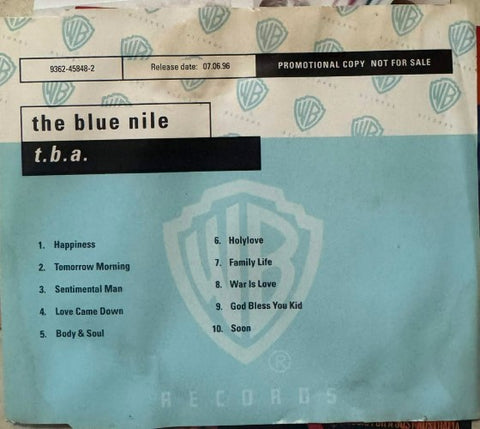 9362-45848-2
Release date: 07.06.96
PROMOTIONAL COPY NOT FOR SALE
the blue nile
t.b.a.
1. Happiness
2. Tomorrow Morning
3. Sentimental Man
4. Love Came Down
5. Body & Soul
6. Holylove
7. Family Life
8. War Is Love
9. God Bless You Kid
10. Soon
WB
®
RECORDS